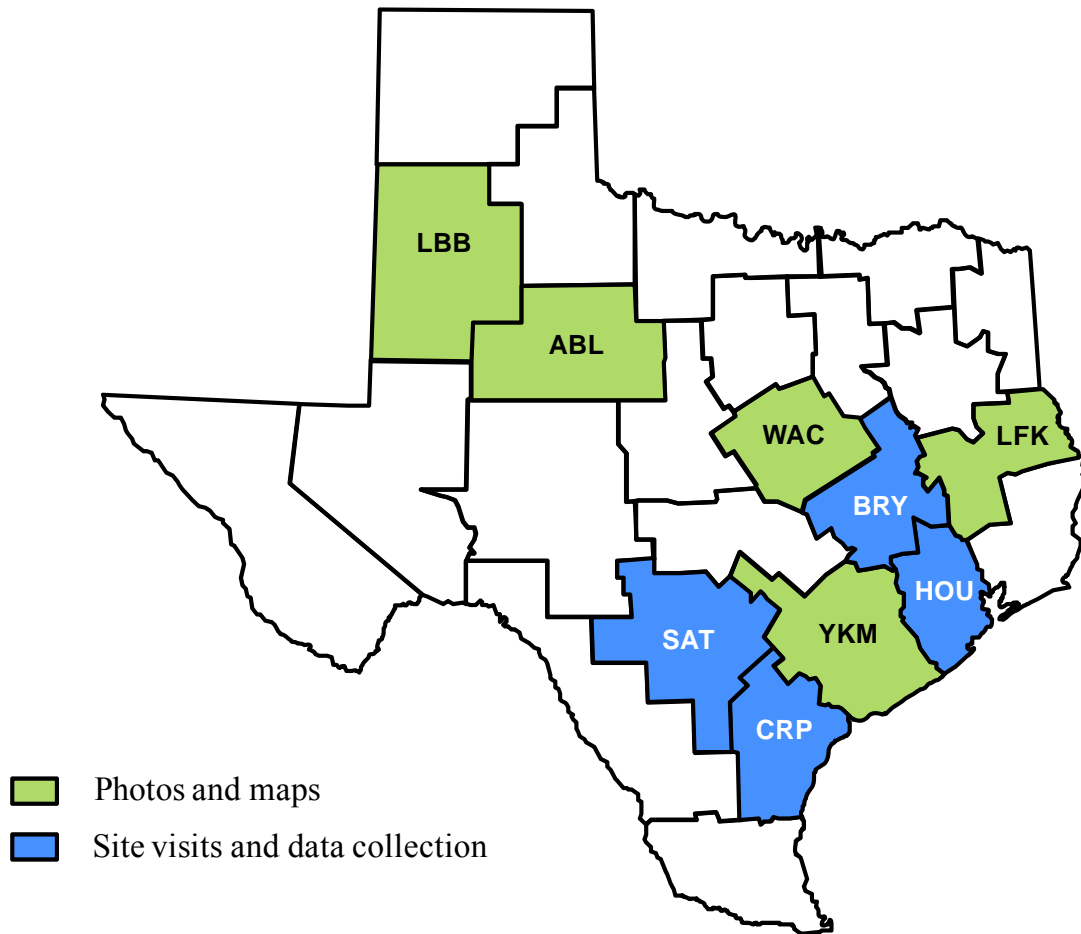 LBB
ABL
WAC
LFK
BRY
HOU
SAT
YKM
CRP
Photos and maps
Site visits and data collection